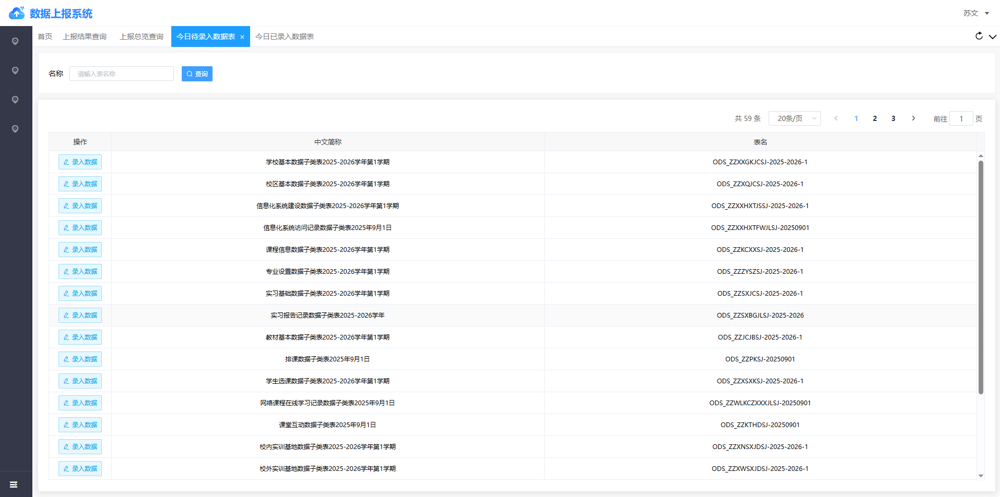 数据上报系统
苏文
首页 上报结果查询 上报总览查询 今日待录入数据表 × 今日已录入数据表
名称 请输入表名称 查询
共 59 条 20条/页 1 2 3 前往 1 页
操作 中文简称 表名
录入数据 学校基本数据子类表2025-2026学年第1学期 ODS_ZZXXGKJCSJ-2025-2026-1
录入数据 校区基本数据子类表2025-2026学年第1学期 ODS_ZZXQJCSJ-2025-2026-1
录入数据 信息化系统建设数据子类表2025-2026学年第1学期 ODS_ZZXXHXTJSSJ-2025-2026-1
录入数据 信息化系统访问记录数据子类表2025年9月1日 ODS_ZZXXHXTFWJLSJ-20250901
录入数据 课程信息数据子类表2025-2026学年第1学期 ODS_ZZKCXXSJ-2025-2026-1
录入数据 专业设置数据子类表2025-2026学年第1学期 ODS_ZZZYSZSJ-2025-2026-1
录入数据 实习基础数据子类表2025-2026学年第1学期 ODS_ZZSXJCSJ-2025-2026-1
录入数据 实习报告记录数据子类表2025-2026学年 ODS_ZZSXBGJLSJ-2025-2026
录入数据 教材基本数据子类表2025-2026学年第1学期 ODS_ZZJCJBSJ-2025-2026-1
录入数据 排课数据子类表2025年9月1日 ODS_ZZPKSJ-20250901
录入数据 学生选课数据子类表2025-2026学年第1学期 ODS_ZZXSXKSJ-2025-2026-1
录入数据 网络课程在线学习记录数据子类表2025年9月1日 ODS_ZZWLKCZXXXJLSJ-20250901
录入数据 课堂互动数据子类表2025年9月1日 ODS_ZZKTHDSJ-20250901
录入数据 校内实训基地数据子类表2025-2026学年第1学期 ODS_ZZXNSXJDSJ-2025-2026-1
录入数据 校外实训基地数据子类表2025-2026学年第1学期 ODS_ZZXWSXJDSJ-2025-2026-1